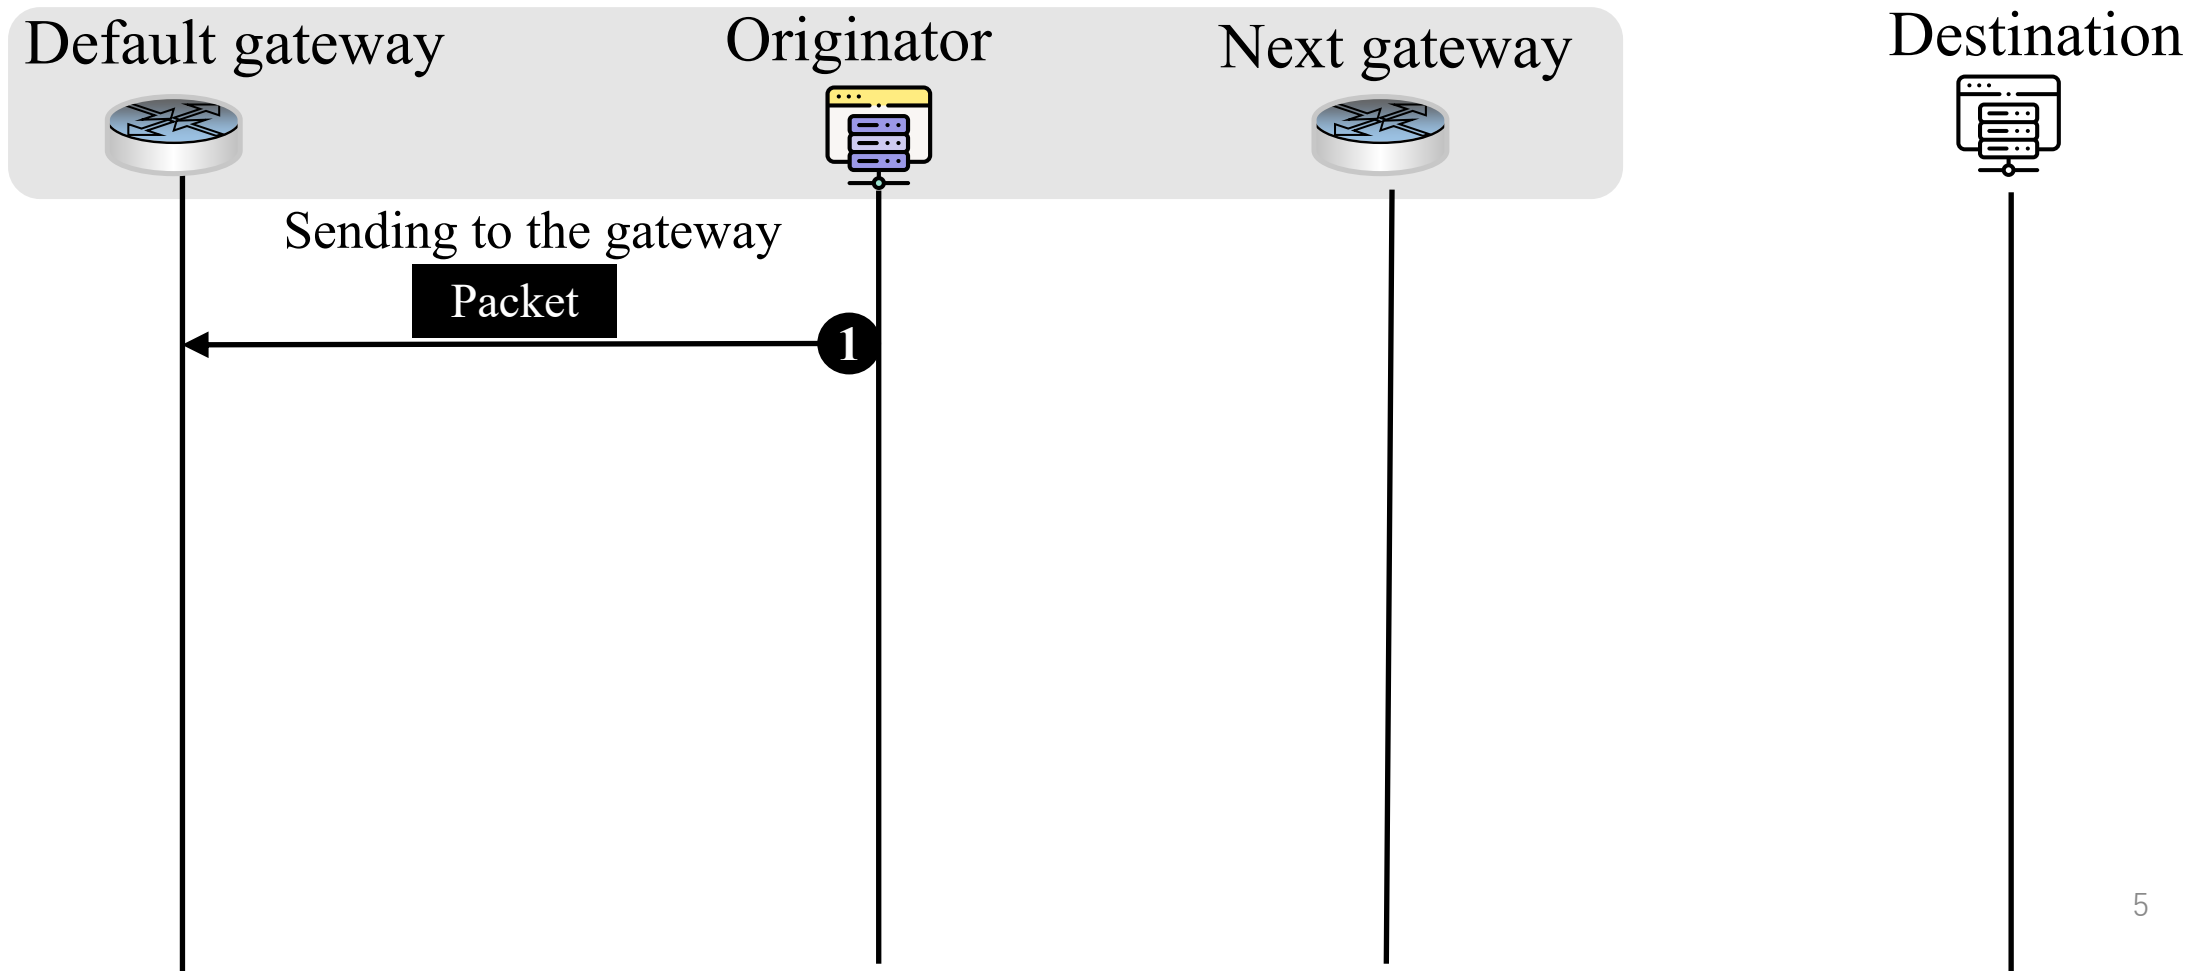 Default gateway
Originator
Next gateway
Destination
Sending to the gateway
Packet
1
5